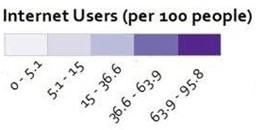 Internet Users (per 100 people)
0 - 5.1
5.1 - 15
15 - 36.6
36.6 - 63.9
63.9 - 95.8